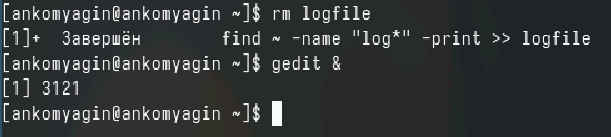 [ankomyagin@ankomyagin ~]$ rm logfile
[1]+  Завершён        find ~ -name "log*" -print >> logfile
[ankomyagin@ankomyagin ~]$ gedit &
[1] 3121
[ankomyagin@ankomyagin ~]$